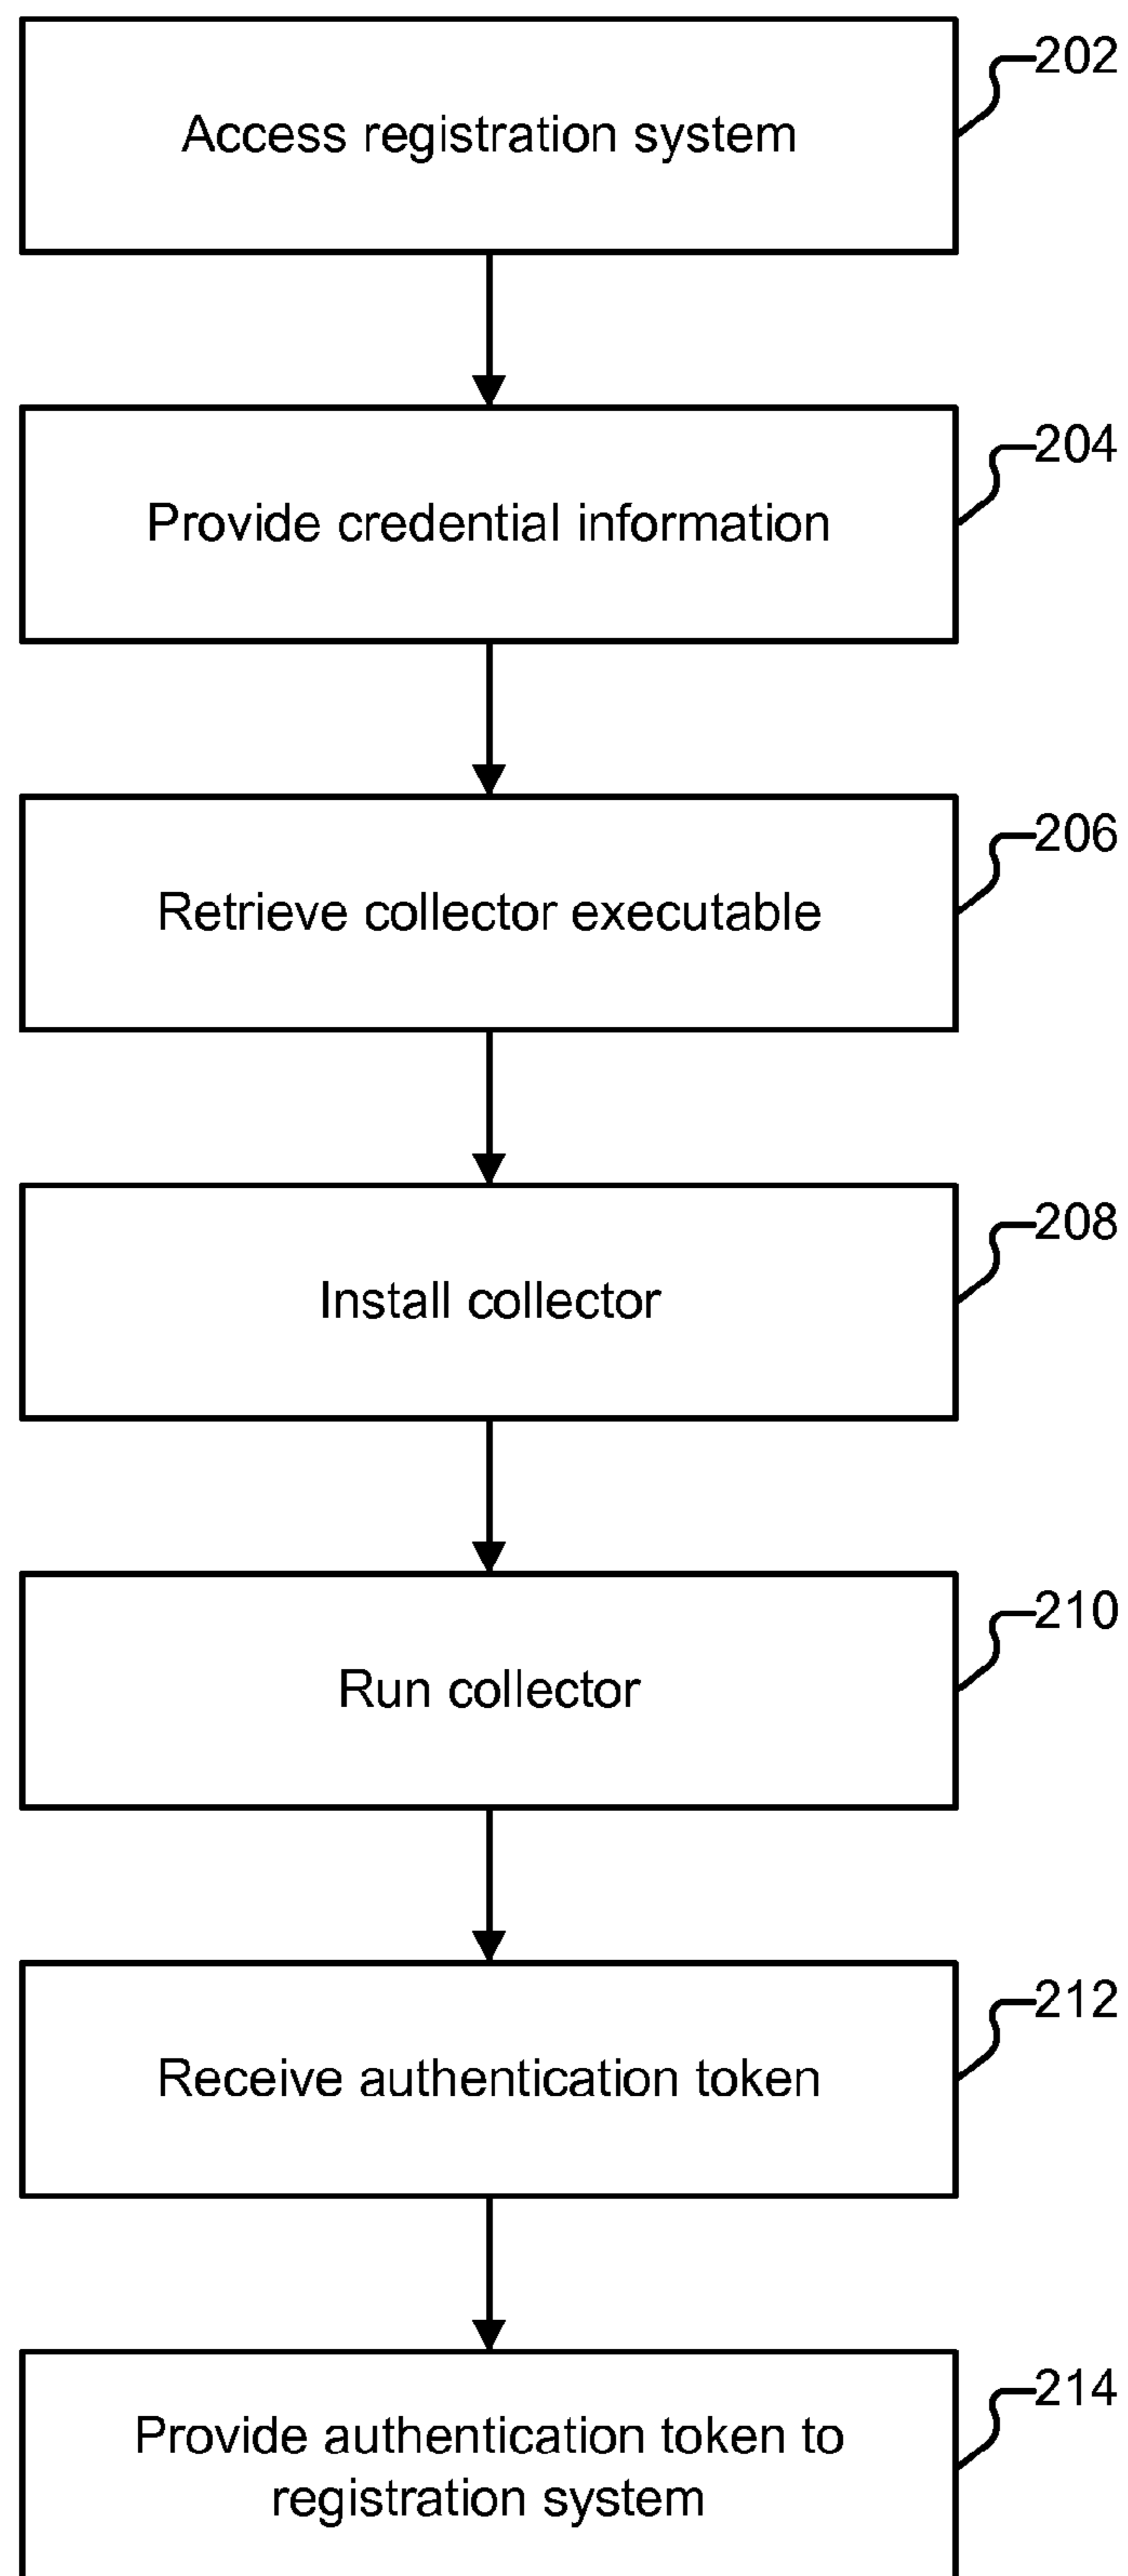 202
Access registration system
204
Provide credential information
206
Retrieve collector executable
208
Install collector
210
Run collector
212
Receive authentication token
214
Provide authentication token to
registration system